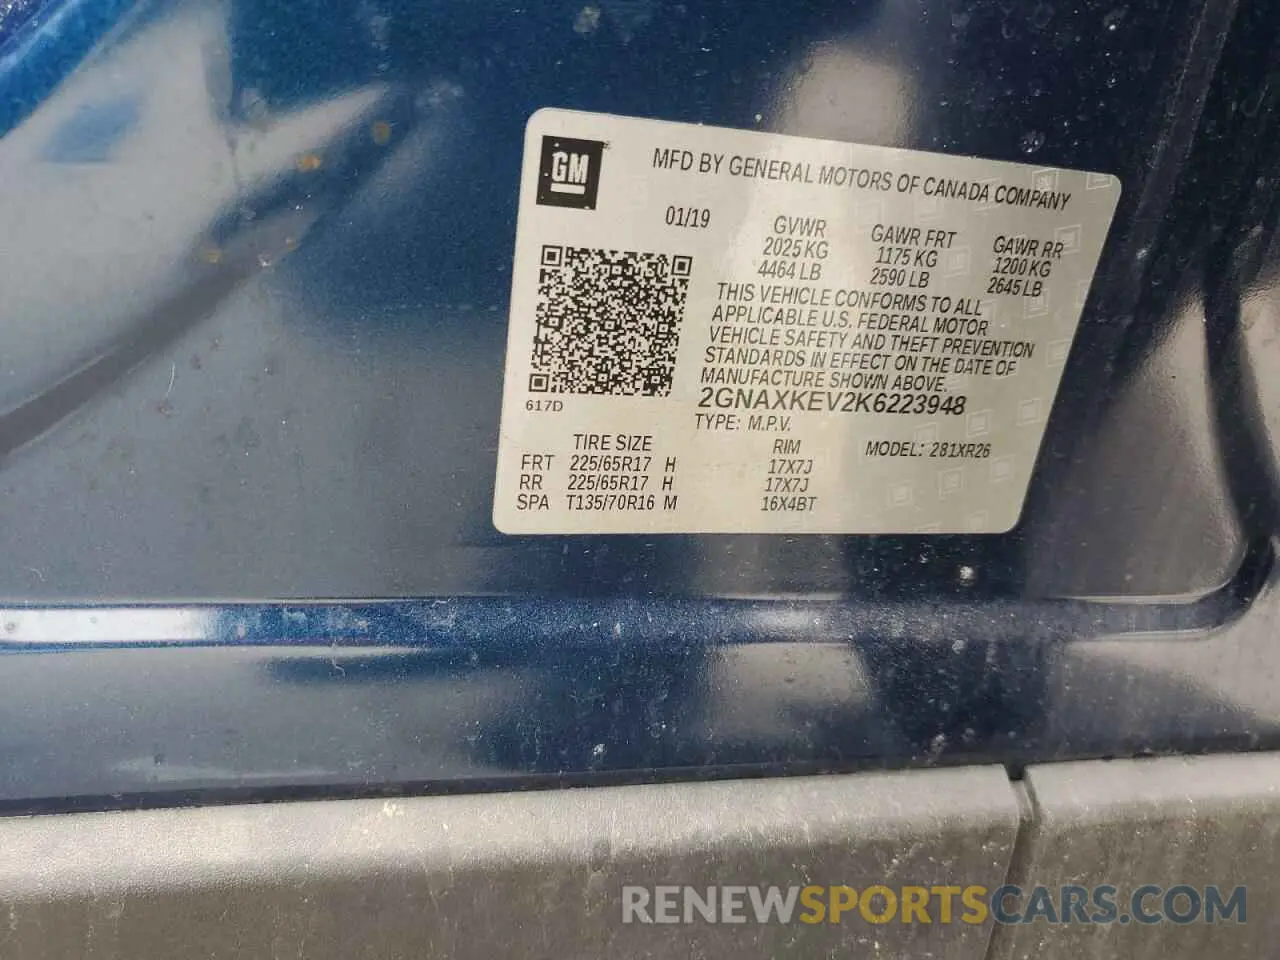 GM
MFD BY GENERAL MOTORS OF CANADA COMPANY
01/19
GVWR GAWR FRT GAWR RR
2025 KG 1175 KG 1200 KG
4464 LB 2590 LB 2645 LB
THIS VEHICLE CONFORMS TO ALL
APPLICABLE U.S. FEDERAL MOTOR
VEHICLE SAFETY AND THEFT PREVENTION
STANDARDS IN EFFECT ON THE DATE OF
MANUFACTURE SHOWN ABOVE.
2GNAXKEV2K6223948
617D
TYPE: M.P.V.
TIRE SIZE RIM MODEL: 281XR26
FRT 225/65R17 H 17X7J
RR 225/65R17 H 17X7J
SPA T135/70R16 M 16X4BT
RENEWSPORTSCARS.COM